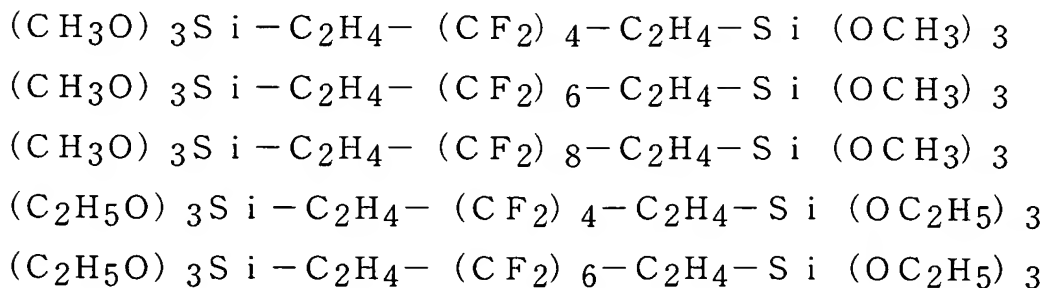 (CH3O) 3Si-C2H4-(CF2) 4-C2H4-Si (OCH3) 3
(CH3O) 3Si-C2H4-(CF2) 6-C2H4-Si (OCH3) 3
(CH3O) 3Si-C2H4-(CF2) 8-C2H4-Si (OCH3) 3
(C2H5O) 3Si-C2H4-(CF2) 4-C2H4-Si (OC2H5) 3
(C2H5O) 3Si-C2H4-(CF2) 6-C2H4-Si (OC2H5) 3